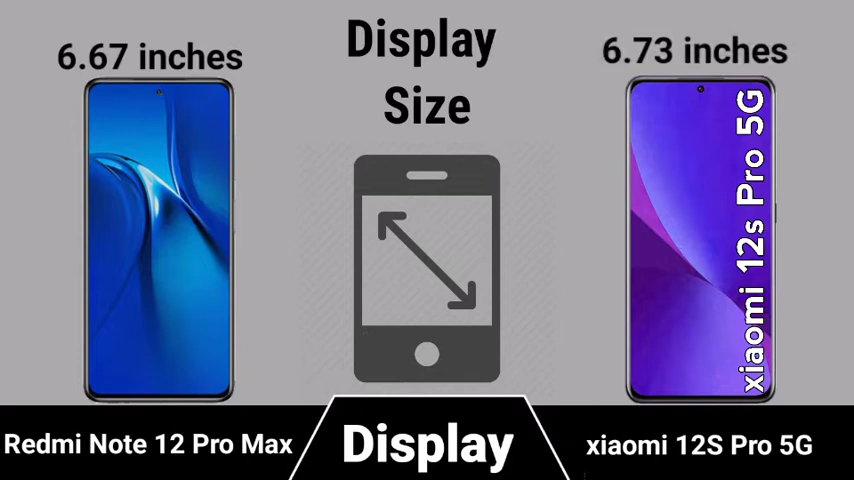 6.67 inches
Display
Size
6.73 inches
xiaomi 12s Pro 5G
Redmi Note 12 Pro Max
Display
xiaomi 12S Pro 5G